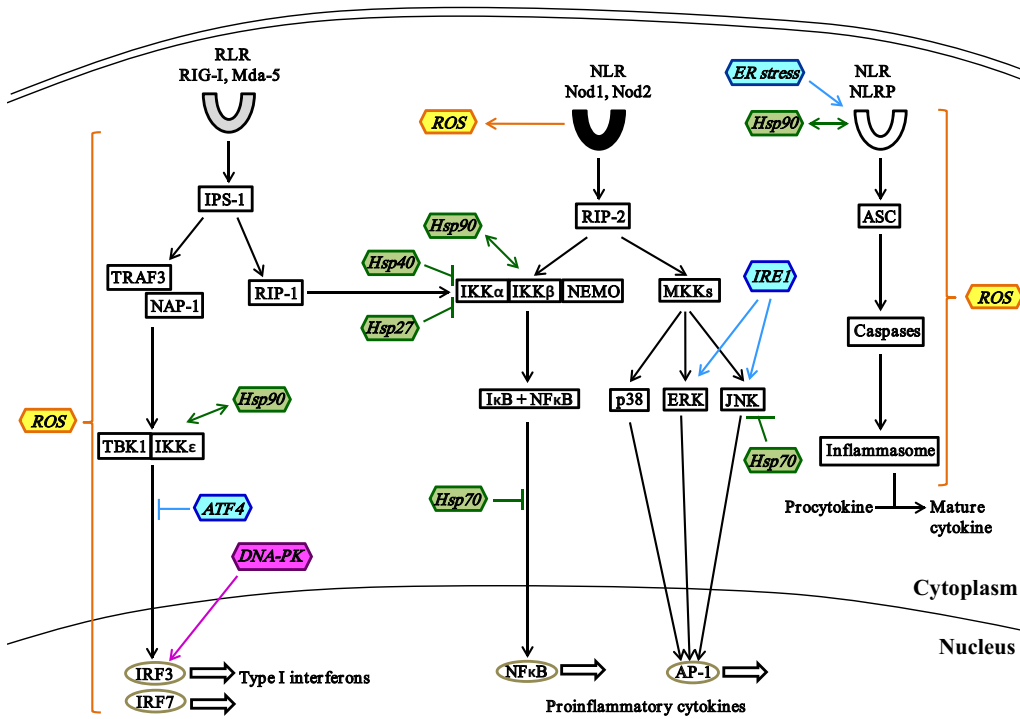 RLR
RIG-I, Mda-5
NLR
Nod1, Nod2
ER stress
NLR
NLRP
ROS
Hsp90
IPS-1
RIP-2
ASC
Hsp90
Hsp40
TRAF3
NAP-1
RIP-1
IKKα IKKβ NEMO
MKKs
IRE1
ROS
Hsp27
Caspases
IκB + NFκB
p38
ERK
JNK
Hsp90
ROS
TBK1 IKKε
Hsp70
Inflammasome
Hsp70
ATF4
Procytokine
Mature
cytokine
DNA-PK
Cytoplasm
Nucleus
IRF3
Type I interferons
NFκB
AP-1
IRF7
Proinflammatory cytokines